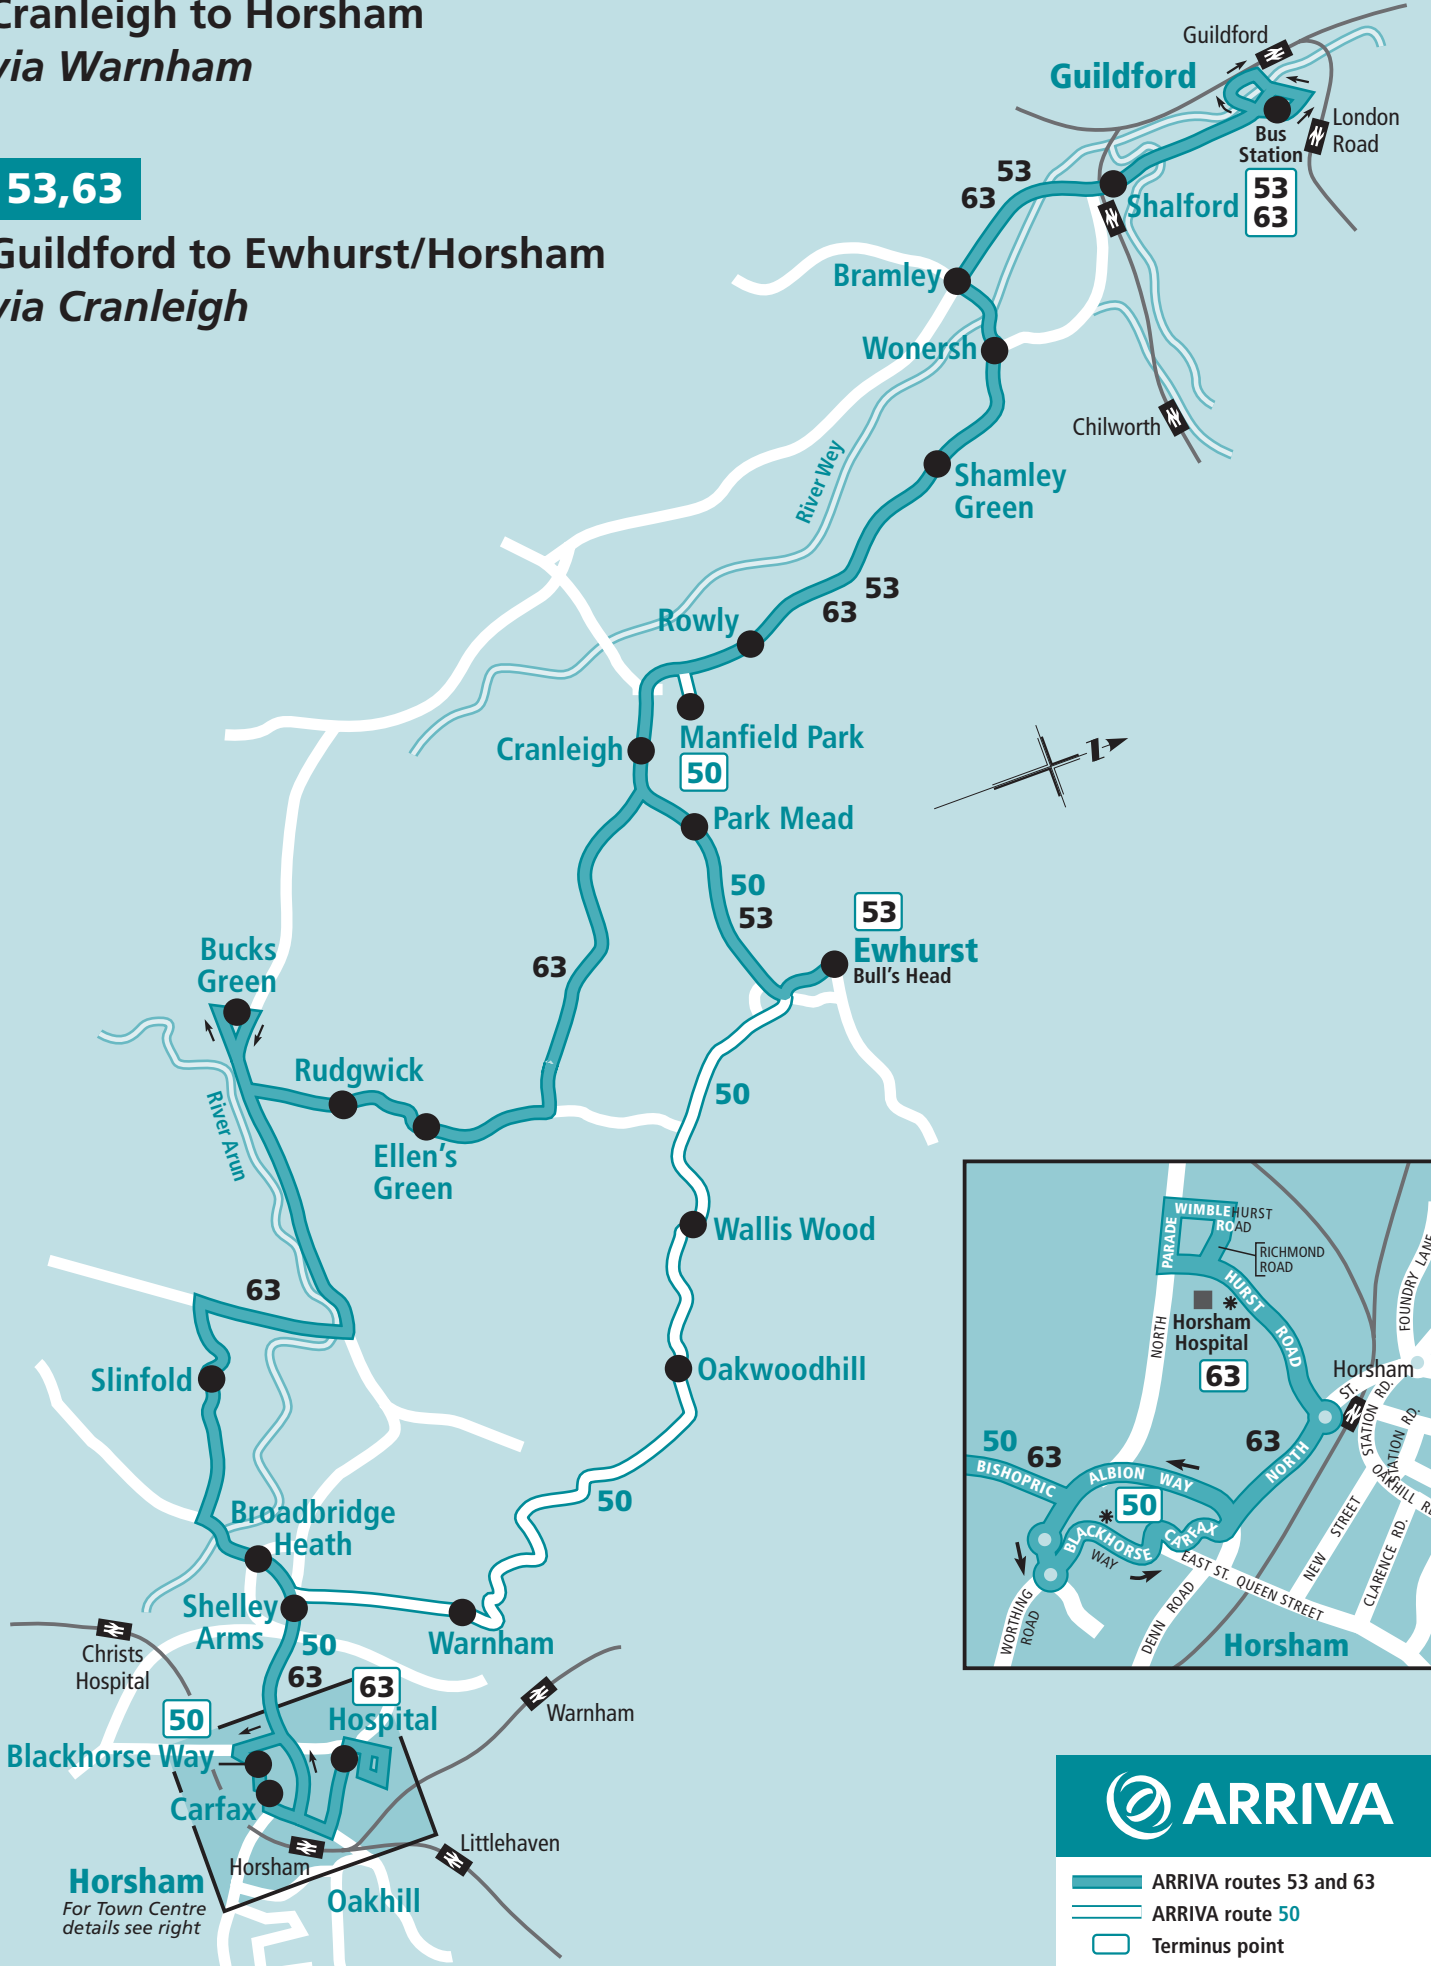 Cranleigh to Horsham
via Warnham
53,63
Guildford to Ewhurst/Horsham
via Cranleigh
Guildford
Guildford
London
Road
Bus
Station
53
63
53
63
Shalford
Bramley
Wonersh
Chilworth
Shamley
Green
River Wey
53
63
Rowly
Manfield Park
50
Cranleigh
Park Mead
N
50
53
53
Ewhurst
Bull's Head
63
Bucks
Green
Rudgwick
Ellen's
Green
River Arun
50
Wallis Wood
63
Slinfold
Oakwoodhill
50
Broadbridge
Heath
Shelley
Arms
50
63
Warnham
Christs
Hospital
50
63
Hospital
Warnham
Blackhorse Way
Carfax
Horsham
Littlehaven
Horsham
For Town Centre
details see right
Oakhill
WIMBLEHURST
ROAD
PARADE
RICHMOND
ROAD
HURST ROAD
Horsham
Hospital
63
NORTH
FOUNDRY LANE
Horsham
ST.
STATION RD.
STATION RD.
OAKHILL
63
NORTH
50
63
BISHOPRIC
ALBION WAY
50
BLACKHORSE
WAY
CARFAX
EAST ST. QUEEN STREET
NEW STREET
CLARENCE RD.
WORTHING
ROAD
DENN ROAD
Horsham
ARRIVA
ARRIVA routes 53 and 63
ARRIVA route 50
Terminus point